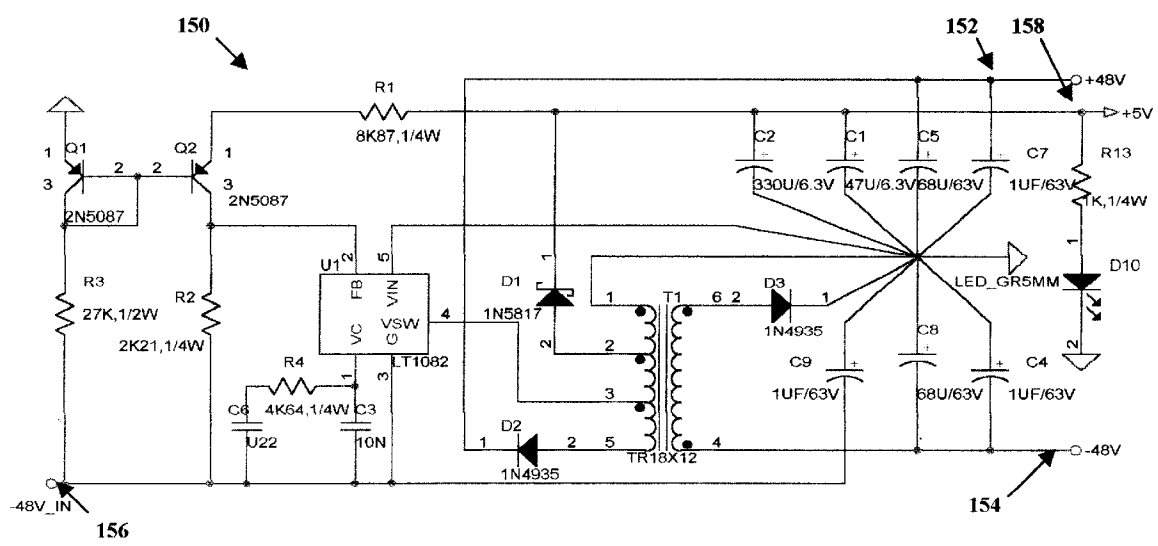 150
152
158
+48V
+5V
R1
8K87,1/4W
1
Q1
2
2
Q2
1
3
2N5087
3
2N5087
C2
330U/6.3V
C1
47U/6.3V
C5
68U/63V
C7
1UF/63V
R13
1K,1/4W
R3
27K,1/2W
R2
2K21,1/4W
U1
2
5
FB
VIN
VC
VSW
G
4
LT1082
1
3
D1
1
1N5817
2
1
T1
6
2
D3
1
1N4935
LED_GR5MM
1
D10
2
2
3
R4
4K64,1/4W
C6
U22
C3
10N
D2
1
2
5
1N4935
TR18X12
4
C9
1UF/63V
C8
68U/63V
C4
1UF/63V
-48V
154
-48V_IN
156